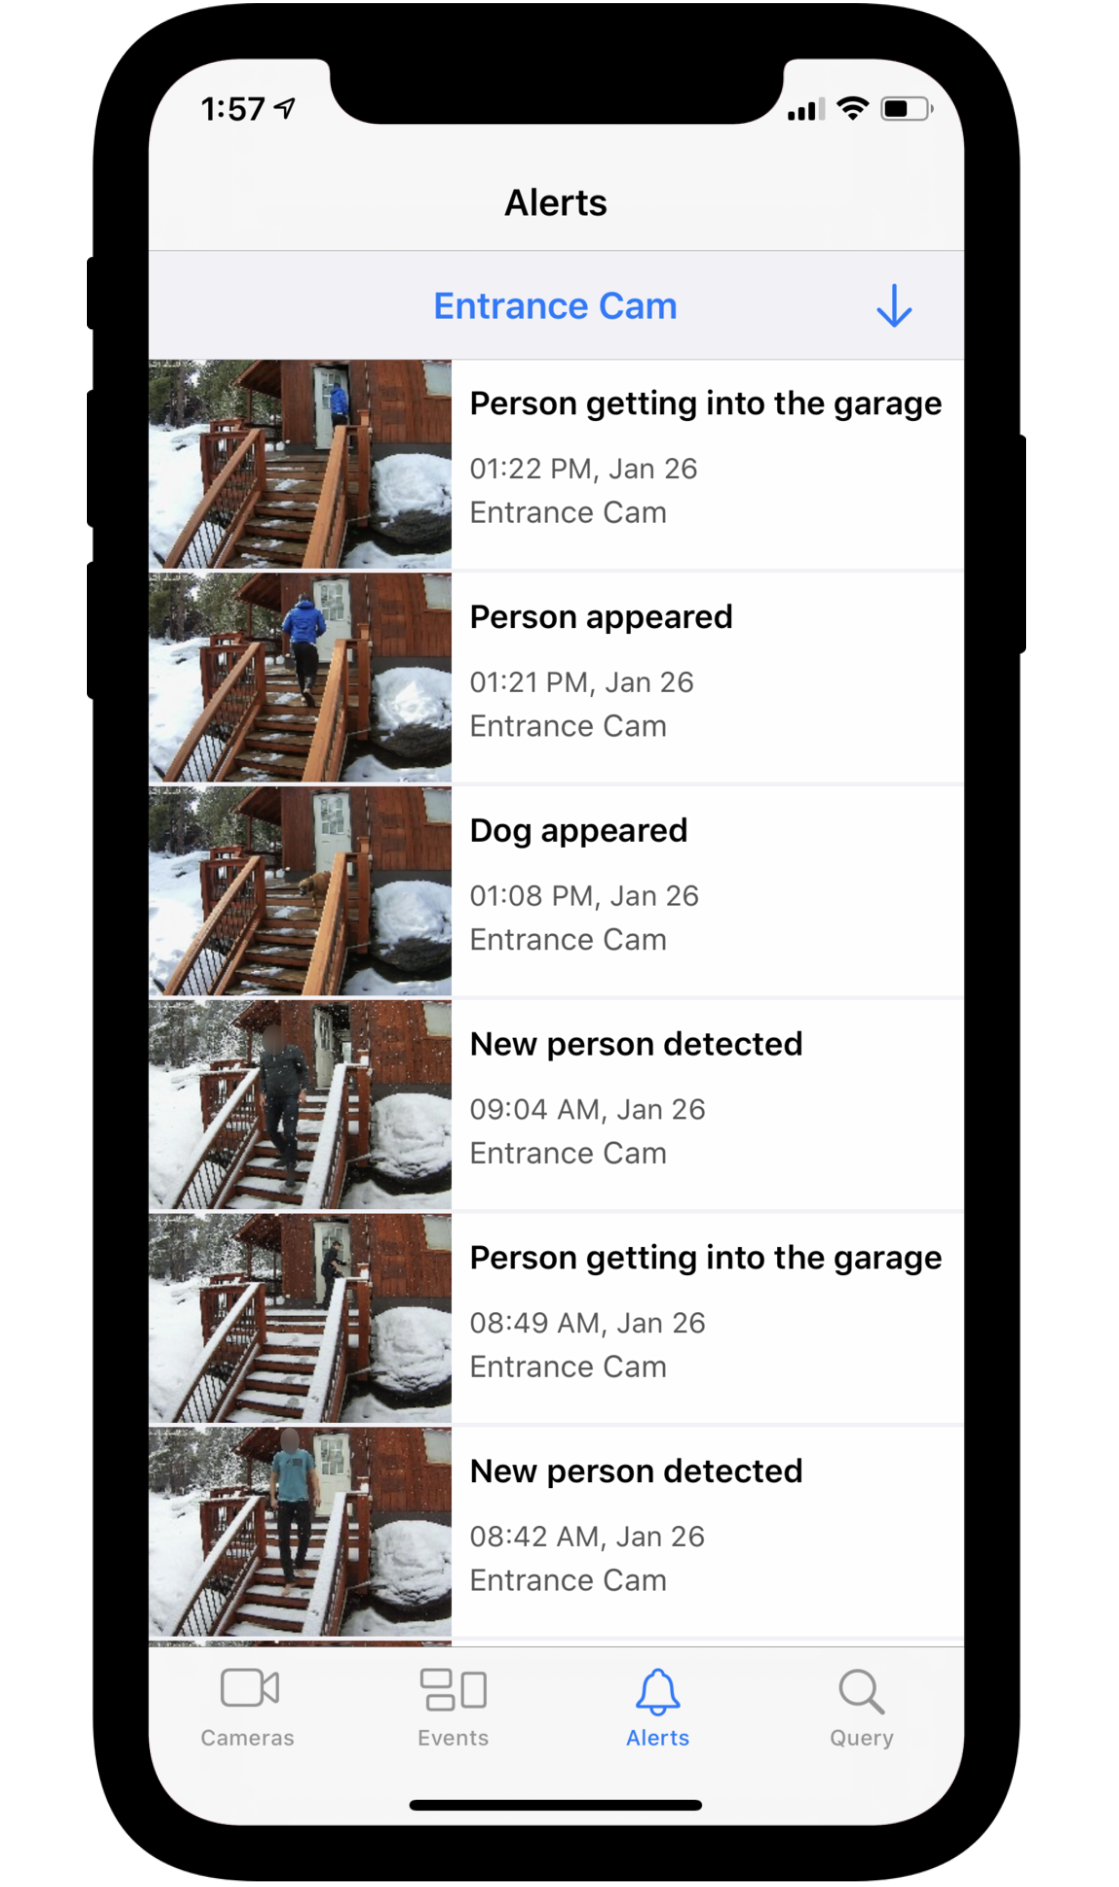 1:57
Alerts
Entrance Cam
Person getting into the garage
01:22 PM, Jan 26
Entrance Cam
Person appeared
01:21 PM, Jan 26
Entrance Cam
Dog appeared
01:08 PM, Jan 26
Entrance Cam
New person detected
09:04 AM, Jan 26
Entrance Cam
Person getting into the garage
08:49 AM, Jan 26
Entrance Cam
New person detected
08:42 AM, Jan 26
Entrance Cam
Cameras
Events
Alerts
Query